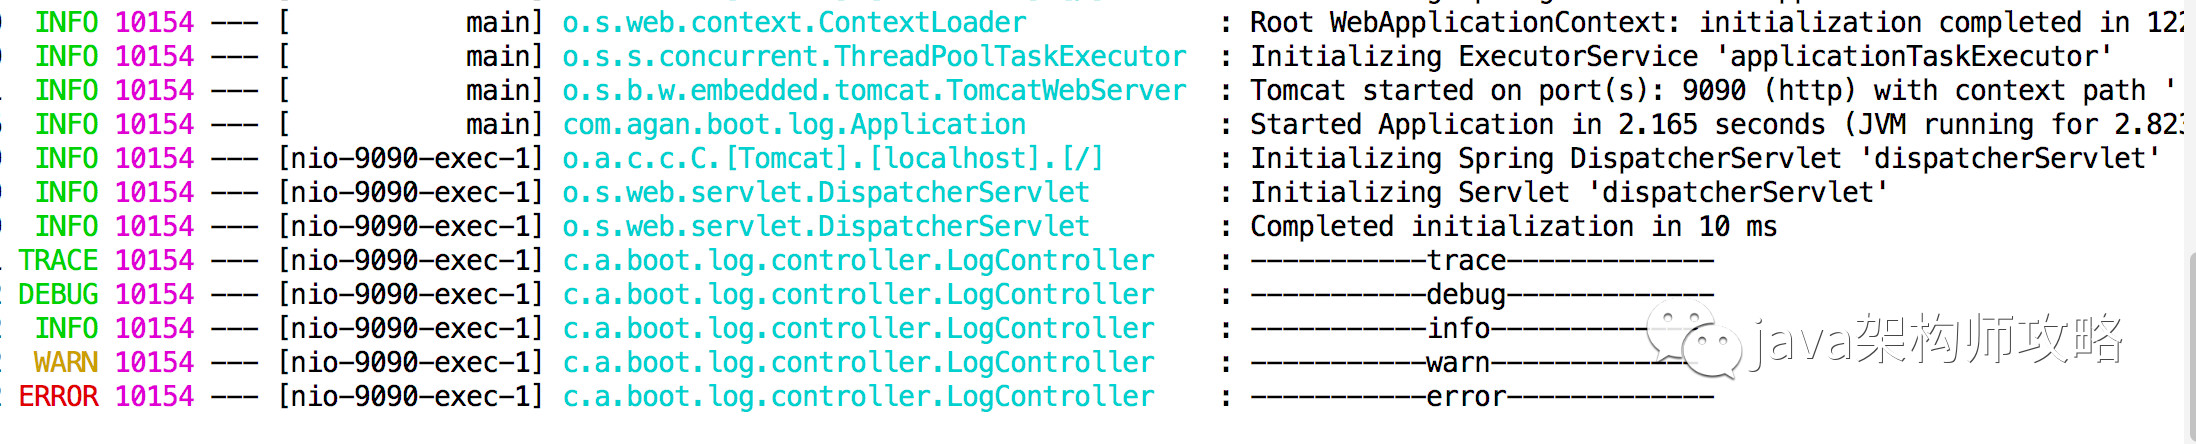 INFO 10154 --- [           main] o.s.web.context.ContextLoader            : Root WebApplicationContext: initialization completed in
INFO 10154 --- [           main] o.s.s.concurrent.ThreadPoolTaskExecutor  : Initializing ExecutorService 'applicationTaskExecutor'
INFO 10154 --- [           main] o.s.b.w.embedded.tomcat.TomcatWebServer  : Tomcat started on port(s): 9090 (http) with context path '
INFO 10154 --- [           main] com.agan.boot.log.Application            : Started Application in 2.165 seconds (JVM running for 2.823
INFO 10154 --- [nio-9090-exec-1] o.a.c.c.C.[Tomcat].[localhost].[/]       : Initializing Spring DispatcherServlet 'dispatcherServlet'
INFO 10154 --- [nio-9090-exec-1] o.s.web.servlet.DispatcherServlet        : Initializing Servlet 'dispatcherServlet'
INFO 10154 --- [nio-9090-exec-1] o.s.web.servlet.DispatcherServlet        : Completed initialization in 10 ms
TRACE 10154 --- [nio-9090-exec-1] c.a.boot.log.controller.LogController    : -----------trace-------------
DEBUG 10154 --- [nio-9090-exec-1] c.a.boot.log.controller.LogController    : -----------debug-------------
INFO 10154 --- [nio-9090-exec-1] c.a.boot.log.controller.LogController    : -----------info-------------
WARN 10154 --- [nio-9090-exec-1] c.a.boot.log.controller.LogController    : -----------warn-------------
ERROR 10154 --- [nio-9090-exec-1] c.a.boot.log.controller.LogController    : -----------error-------------
java架构师攻略